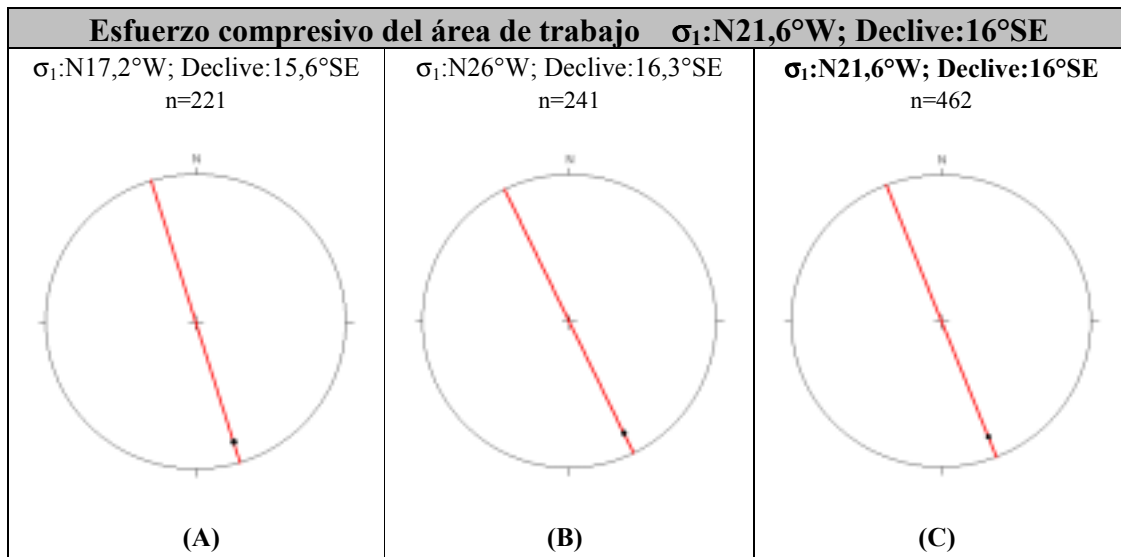 Esfuerzo compresivo del área de trabajo σ₁:N21,6°W; Declive:16°SE
σ₁:N17,2°W; Declive:15,6°SE
n=221
N
(A)
σ₁:N26°W; Declive:16,3°SE
n=241
N
(B)
σ₁:N21,6°W; Declive:16°SE
n=462
N
(C)